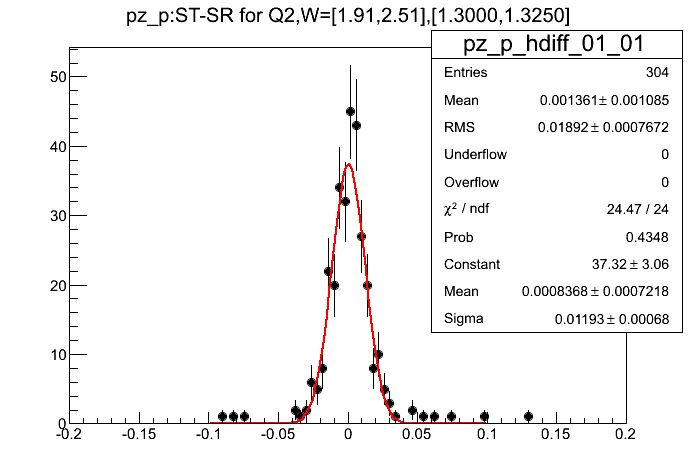 pz_p:ST-SR for Q2,W=[1.91,2.51],[1.3000,1.3250]
pz_p_hdiff_01_01
Entries 304
Mean 0.001361 ± 0.001085
RMS 0.01892 ± 0.0007672
Underflow 0
Overflow 0
χ² / ndf 24.47 / 24
Prob 0.4348
Constant 37.32 ± 3.06
Mean 0.0008368 ± 0.0007218
Sigma 0.01193 ± 0.00068
50
40
30
20
10
0
-0.2 -0.15 -0.1 -0.05 0 0.05 0.1 0.15 0.2